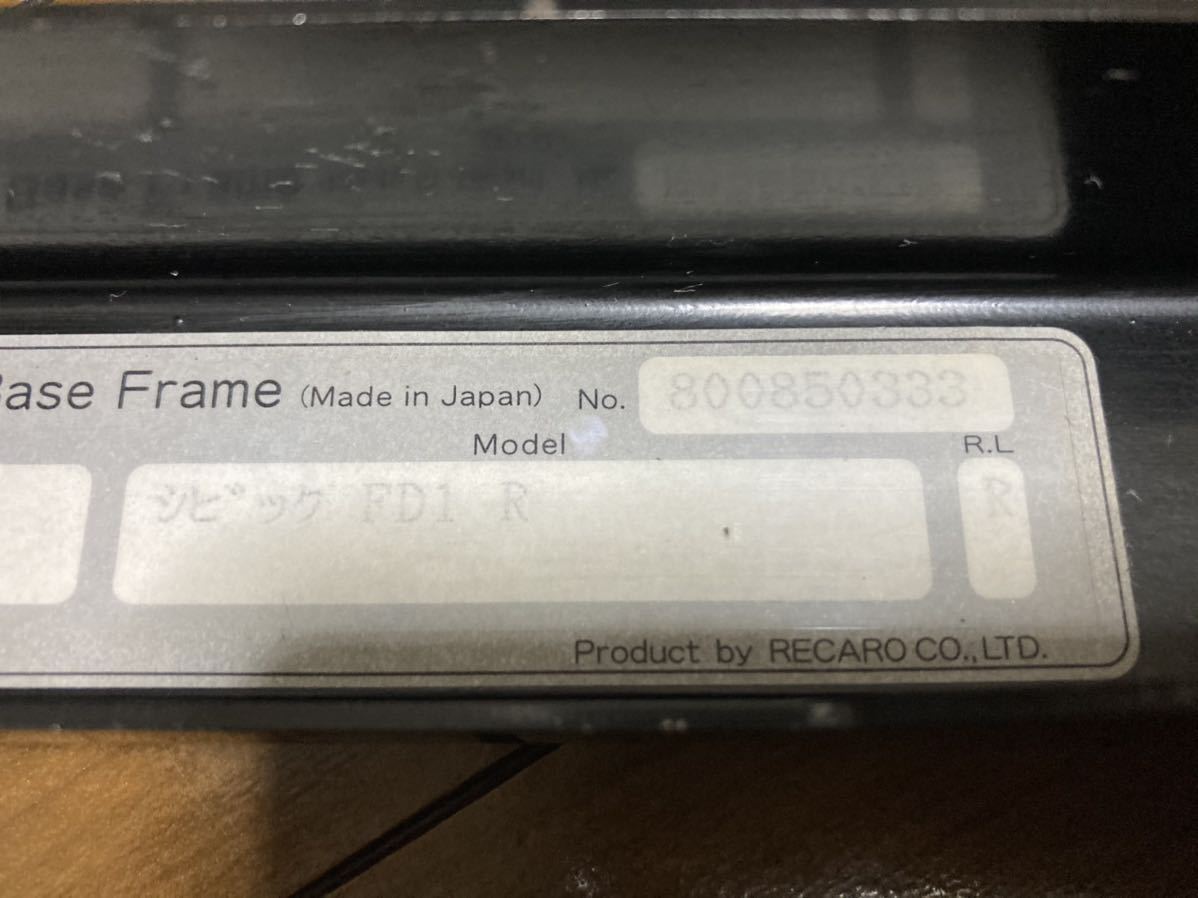 Base Frame (Made in Japan) No. 800850333
Model R.L
シビック FD1 R R
Product by RECARO CO.,LTD.